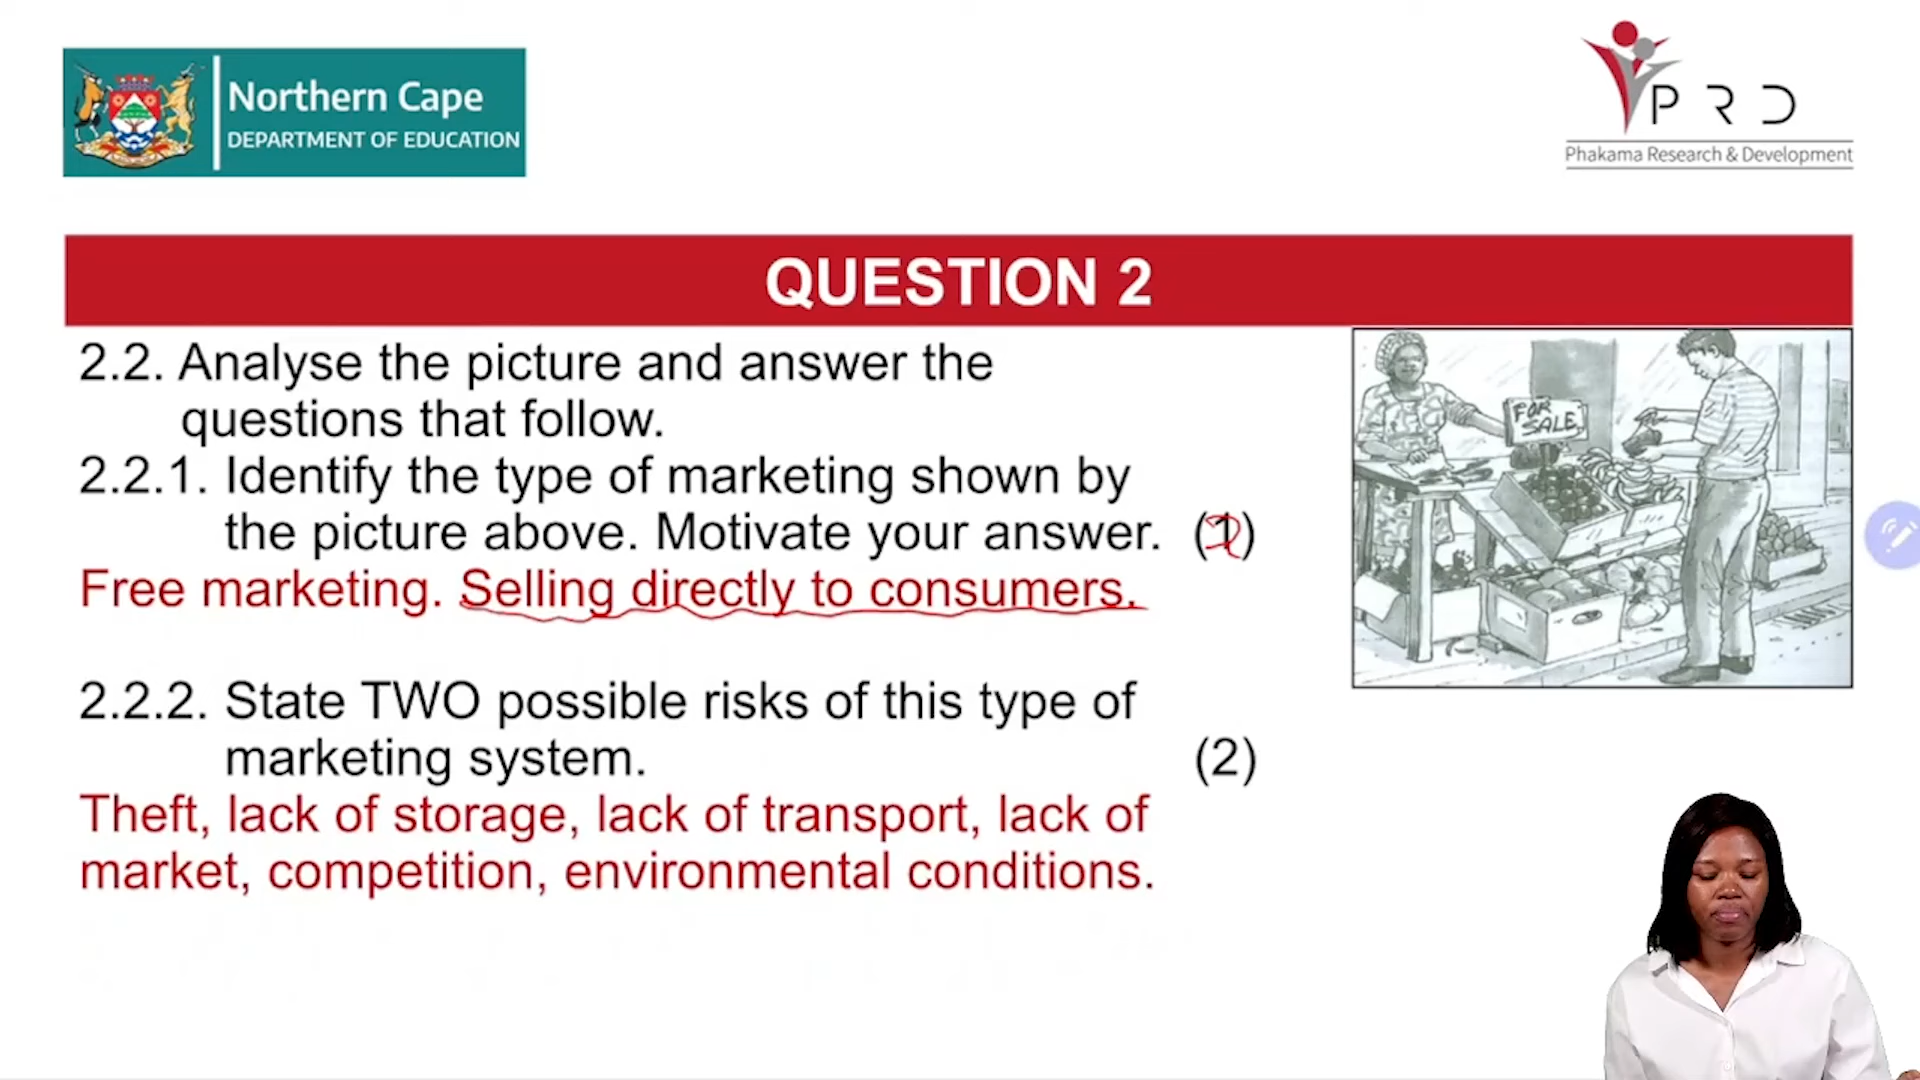 Northern Cape
DEPARTMENT OF EDUCATION
P R D
Phakama Research & Development
QUESTION 2
2.2. Analyse the picture and answer the
questions that follow.
2.2.1. Identify the type of marketing shown by
the picture above. Motivate your answer. (2)
Free marketing. Selling directly to consumers.
2.2.2. State TWO possible risks of this type of
marketing system. (2)
Theft, lack of storage, lack of transport, lack of
market, competition, environmental conditions.
FOR
SALE